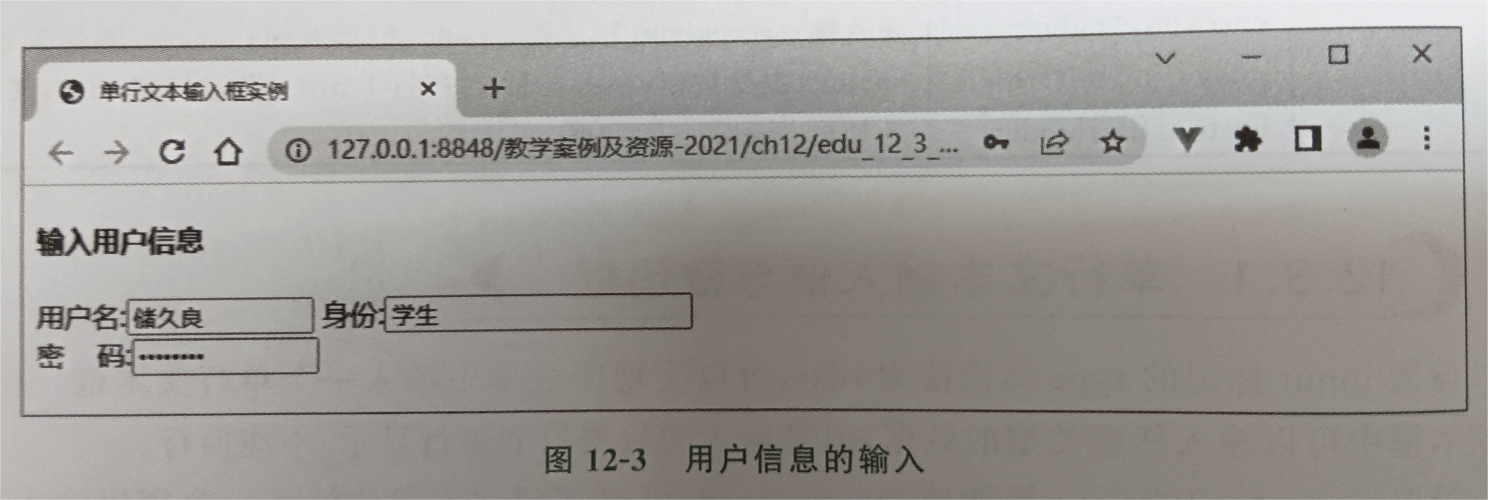 单行文本输入框实例
127.0.0.1:8848/教学案例及资源-2021/ch12/edu_12_3_...
输入用户信息
用户名:储久良 身份:学生
密 码:••••••••
图 12-3 用户信息的输入